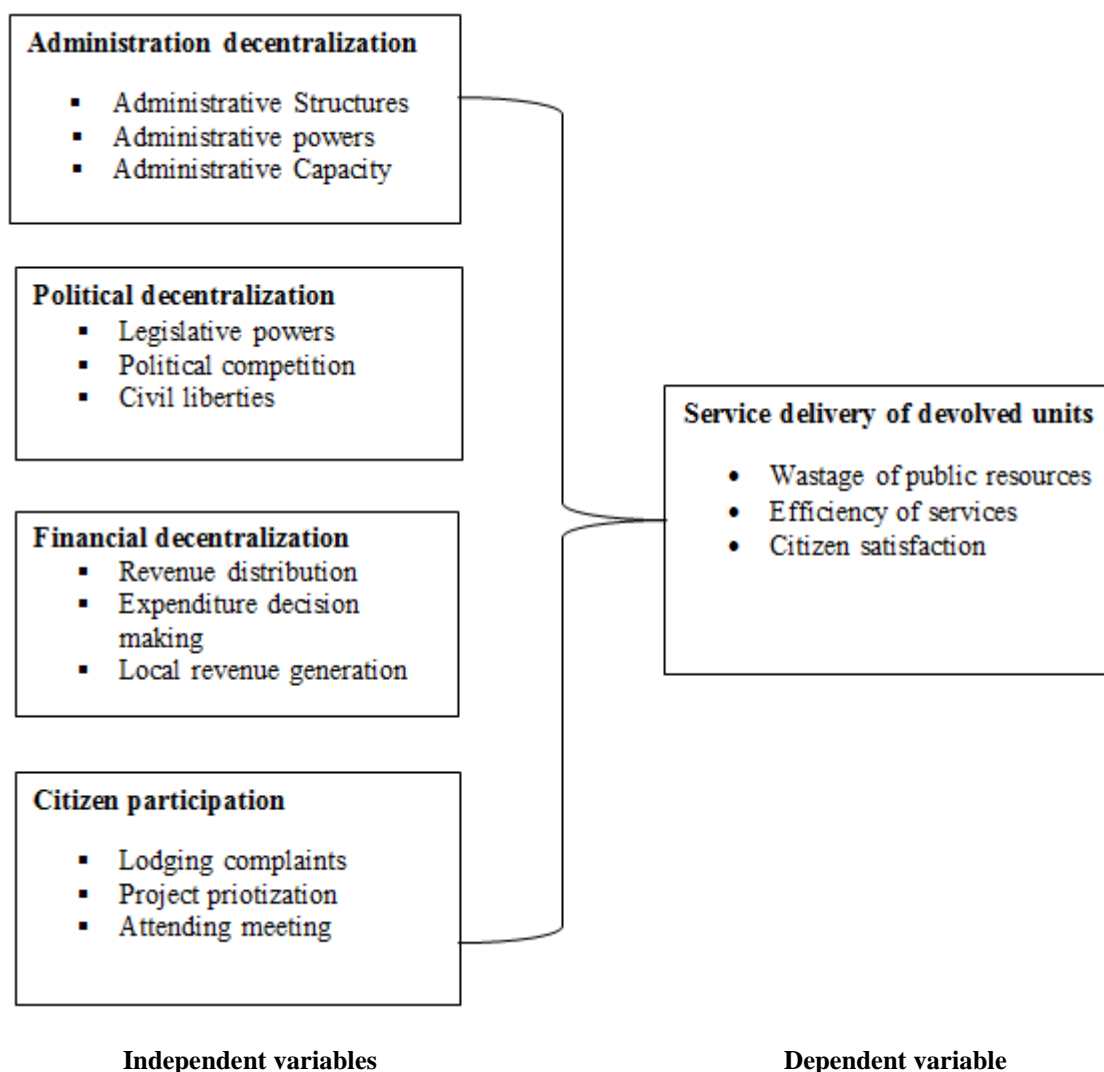 Administration decentralization
▪ Administrative Structures
▪ Administrative powers
▪ Administrative Capacity
Political decentralization
▪ Legislative powers
▪ Political competition
▪ Civil liberties
Financial decentralization
▪ Revenue distribution
▪ Expenditure decision
making
▪ Local revenue generation
Citizen participation
▪ Lodging complaints
▪ Project priotization
▪ Attending meeting
Service delivery of devolved units
• Wastage of public resources
• Efficiency of services
• Citizen satisfaction
Independent variables
Dependent variable